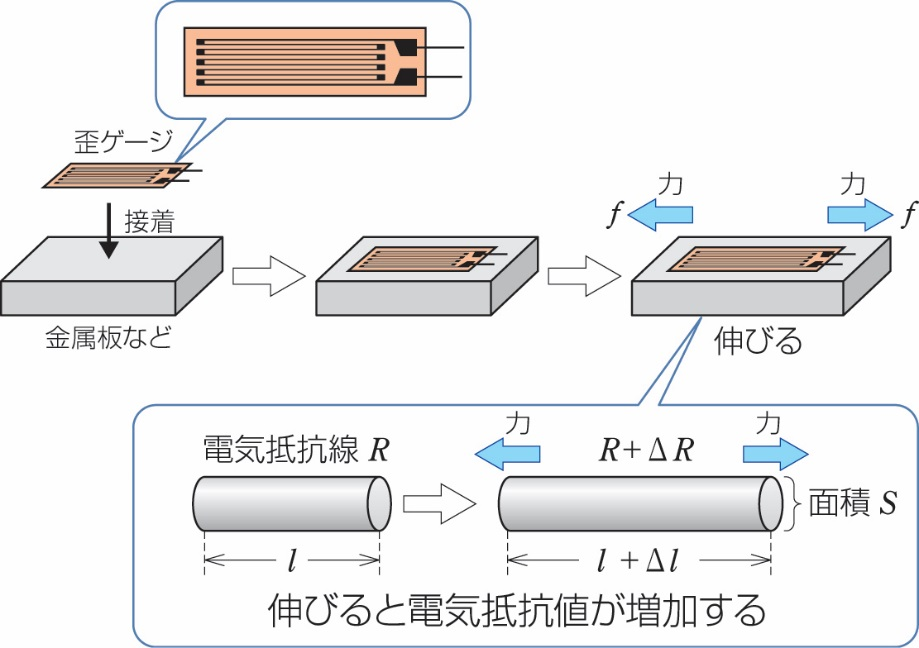 歪ゲージ
接着
金属板など
力
f
力
f
伸びる
電気抵抗線 R
力
R+ΔR
力
面積 S
l
l+Δl
伸びると電気抵抗値が増加する